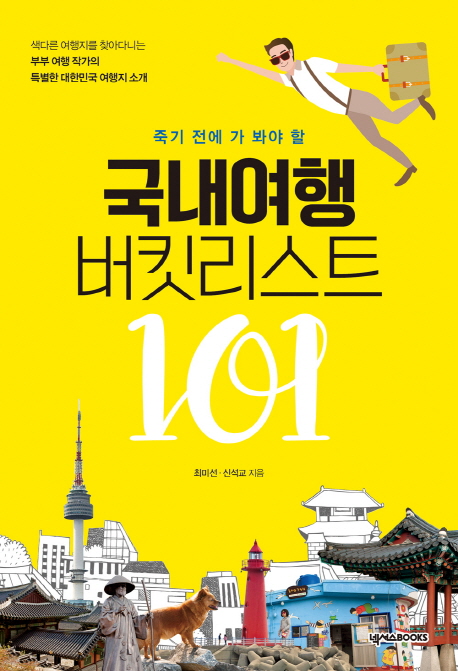 색다른 여행지를 찾아다니는
부부 여행 작가의
특별한 대한민국 여행지 소개
죽기 전에 가 봐야 할
국내여행
버킷리스트
101
최미선 · 신석교 지음
넥서스BOOKS